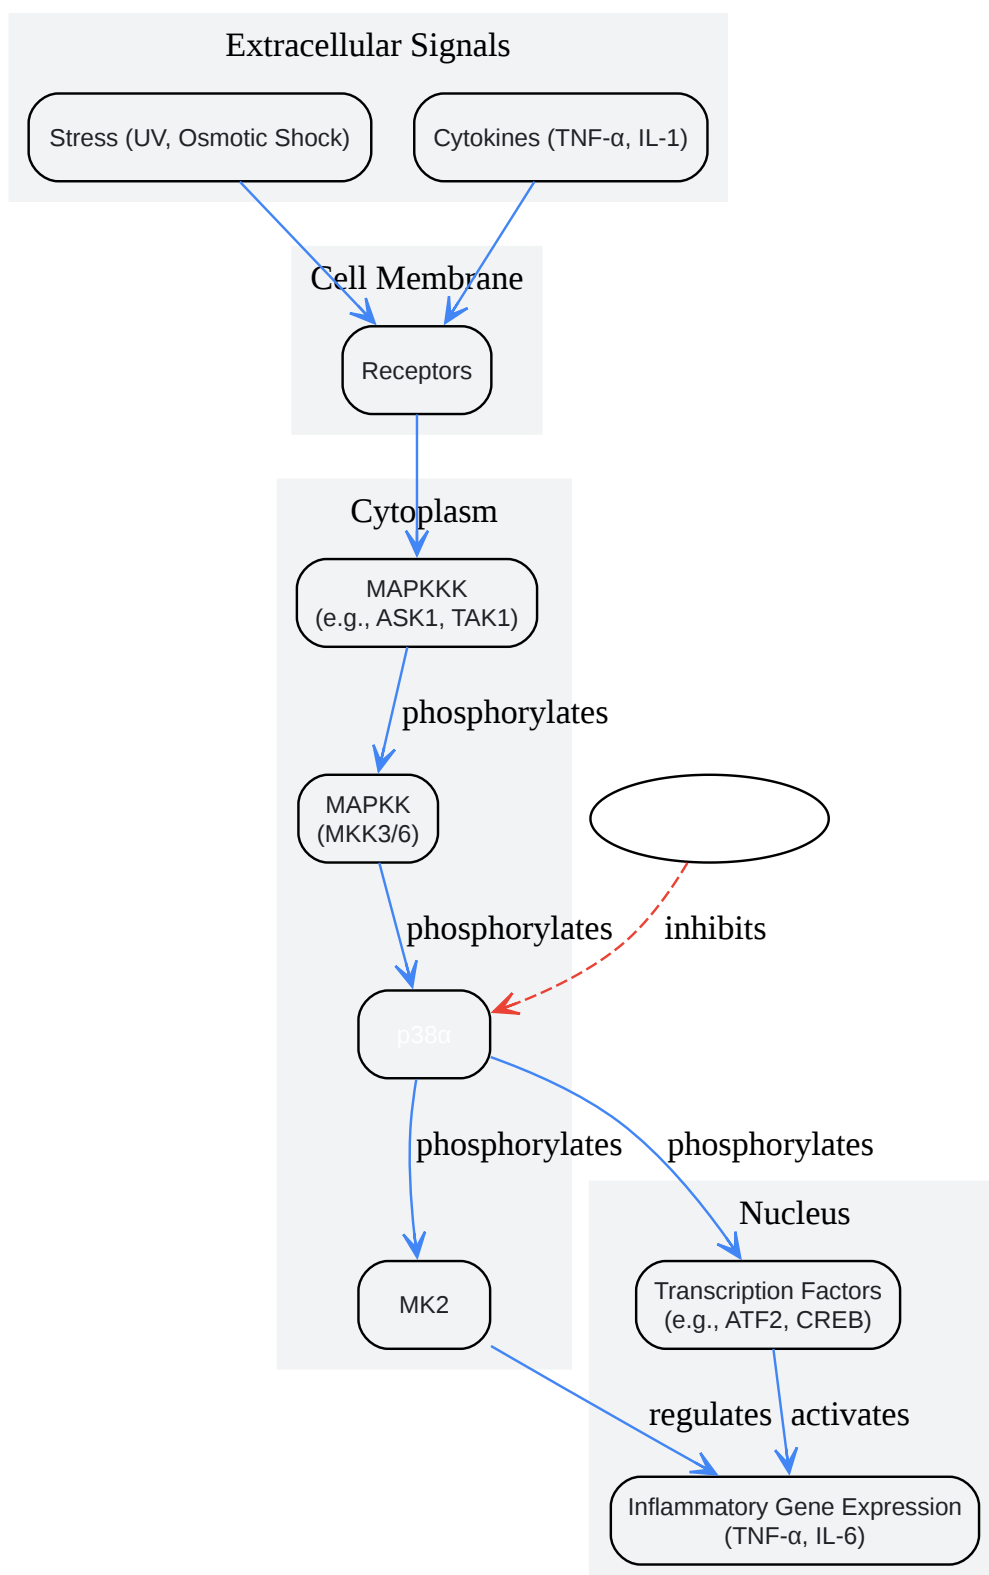 Extracellular Signals
Stress (UV, Osmotic Shock)
Cytokines (TNF-α, IL-1)
Cell Membrane
Receptors
Cytoplasm
MAPKKK
(e.g., ASK1, TAK1)
phosphorylates
MAPKK
(MKK3/6)
phosphorylates
inhibits
p38α
phosphorylates
phosphorylates
Nucleus
MK2
Transcription Factors
(e.g., ATF2, CREB)
regulates
activates
Inflammatory Gene Expression
(TNF-α, IL-6)